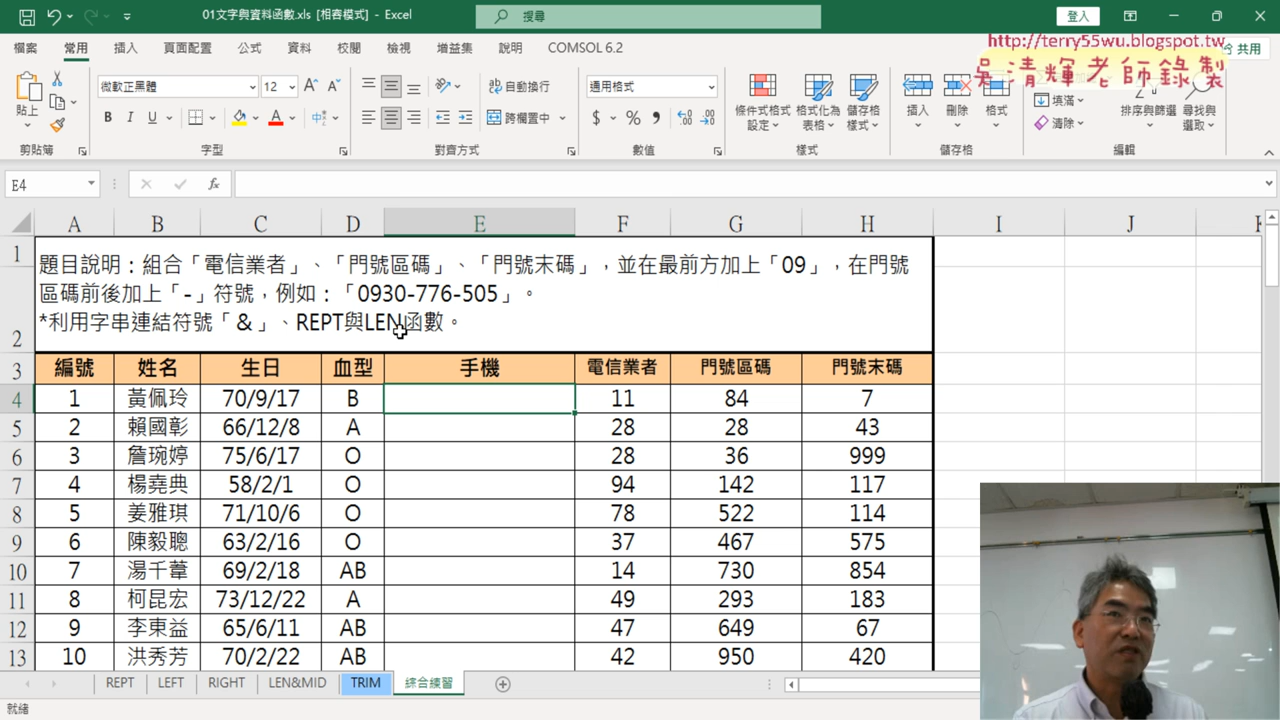 01文字與資料函數.xls [相容模式] - Excel
搜尋
登入
檔案 常用 插入 頁面配置 公式 資料 校閱 檢視 增益集 說明 COMSOL 6.2
共用
http://terry55wu.blogspot.tw
吳清輝老師錄製
貼上
微軟正黑體 12
B I U
自動換行
跨欄置中
通用格式
$ %
條件式格式設定
格式化為表格
儲存格樣式
插入 刪除 格式
填滿
清除
排序與篩選
尋找與選取
剪貼簿 字型 對齊方式 數值 樣式 儲存格 編輯
E4
fx
A B C D E F G H I J K
1 題目說明：組合「電信業者」、「門號區碼」、「門號末碼」，並在最前方加上「09」，在門號
區碼前後加上「-」符號，例如：「0930-776-505」。
2 *利用字串連結符號「&」、REPT與LEN函數。
3 編號 姓名 生日 血型 手機 電信業者 門號區碼 門號末碼
4 1 黃佩玲 70/9/17 B 11 84 7
5 2 賴國彰 66/12/8 A 28 28 43
6 3 詹琬婷 75/6/17 O 28 36 999
7 4 楊堯典 58/2/1 O 94 142 117
8 5 姜雅琪 71/10/6 O 78 522 114
9 6 陳毅聰 63/2/16 O 37 467 575
10 7 湯千葦 69/2/18 AB 14 730 854
11 8 柯昆宏 73/12/22 A 49 293 183
12 9 李東益 65/6/11 AB 47 649 67
13 10 洪秀芳 70/2/22 AB 42 950 420
REPT LEFT RIGHT LEN&MID TRIM 綜合練習
就緒